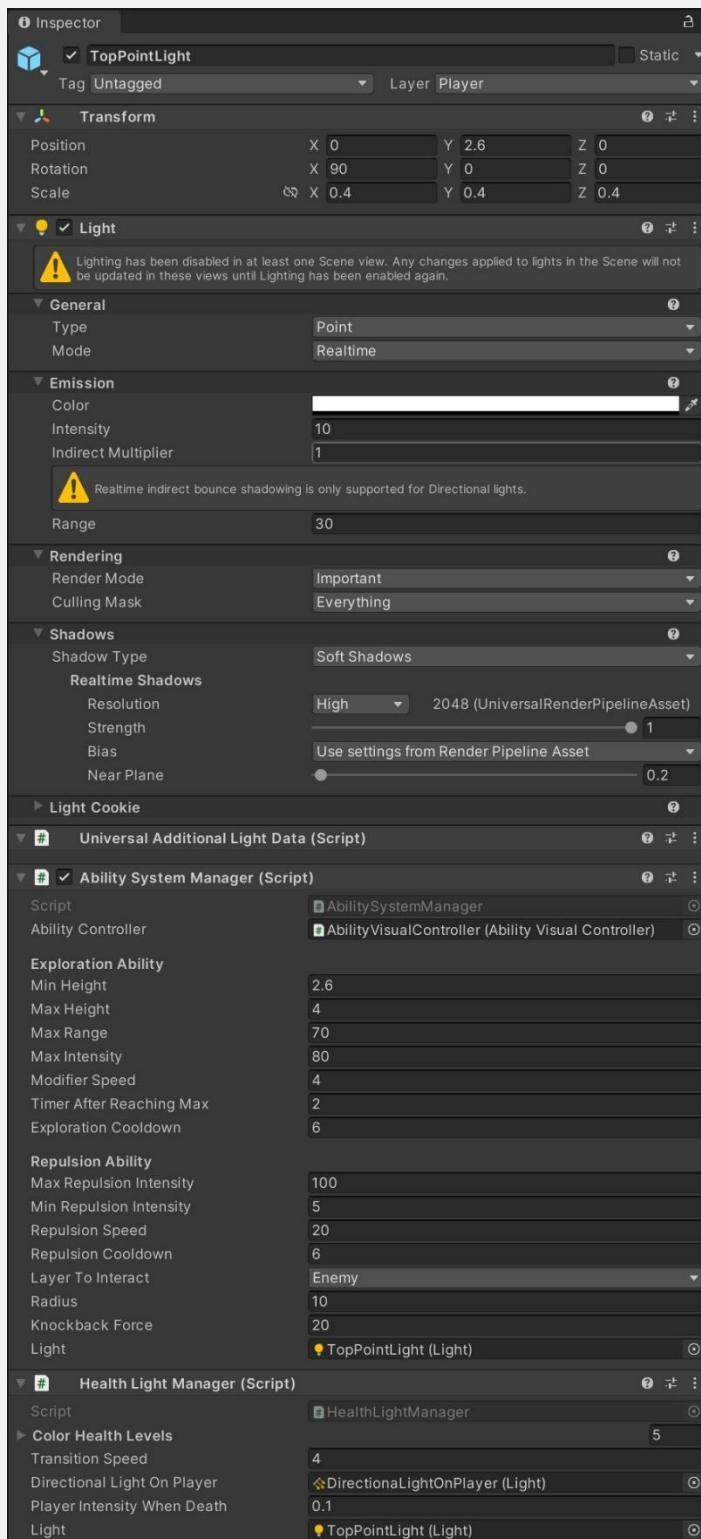 Inspector
TopPointLight Static
Tag Untagged Layer Player
Transform
Position X 0 Y 2.6 Z 0
Rotation X 90 Y 0 Z 0
Scale X 0.4 Y 0.4 Z 0.4
Light
Lighting has been disabled in at least one Scene view. Any changes applied to lights in the Scene will not
be updated in these views until Lighting has been enabled again.
General
Type Point
Mode Realtime
Emission
Color
Intensity 10
Indirect Multiplier 1
Realtime indirect bounce shadowing is only supported for Directional lights.
Range 30
Rendering
Render Mode Important
Culling Mask Everything
Shadows
Shadow Type Soft Shadows
Realtime Shadows
Resolution High 2048 (UniversalRenderPipelineAsset)
Strength 1
Bias Use settings from Render Pipeline Asset
Near Plane 0.2
Light Cookie
# Universal Additional Light Data (Script)
# Ability System Manager (Script)
Script AbilitySystemManager
Ability Controller AbilityVisualController (Ability Visual Controller)
Exploration Ability
Min Height 2.6
Max Height 4
Max Range 70
Max Intensity 80
Modifier Speed 4
Timer After Reaching Max 2
Exploration Cooldown 6
Repulsion Ability
Max Repulsion Intensity 100
Min Repulsion Intensity 5
Repulsion Speed 20
Repulsion Cooldown 6
Layer To Interact Enemy
Radius 10
Knockback Force 20
Light TopPointLight (Light)
# Health Light Manager (Script)
Script HealthLightManager
Color Health Levels 5
Transition Speed 4
Directional Light On Player DirectionaLightOnPlayer (Light)
Player Intensity When Death 0.1
Light TopPointLight (Light)